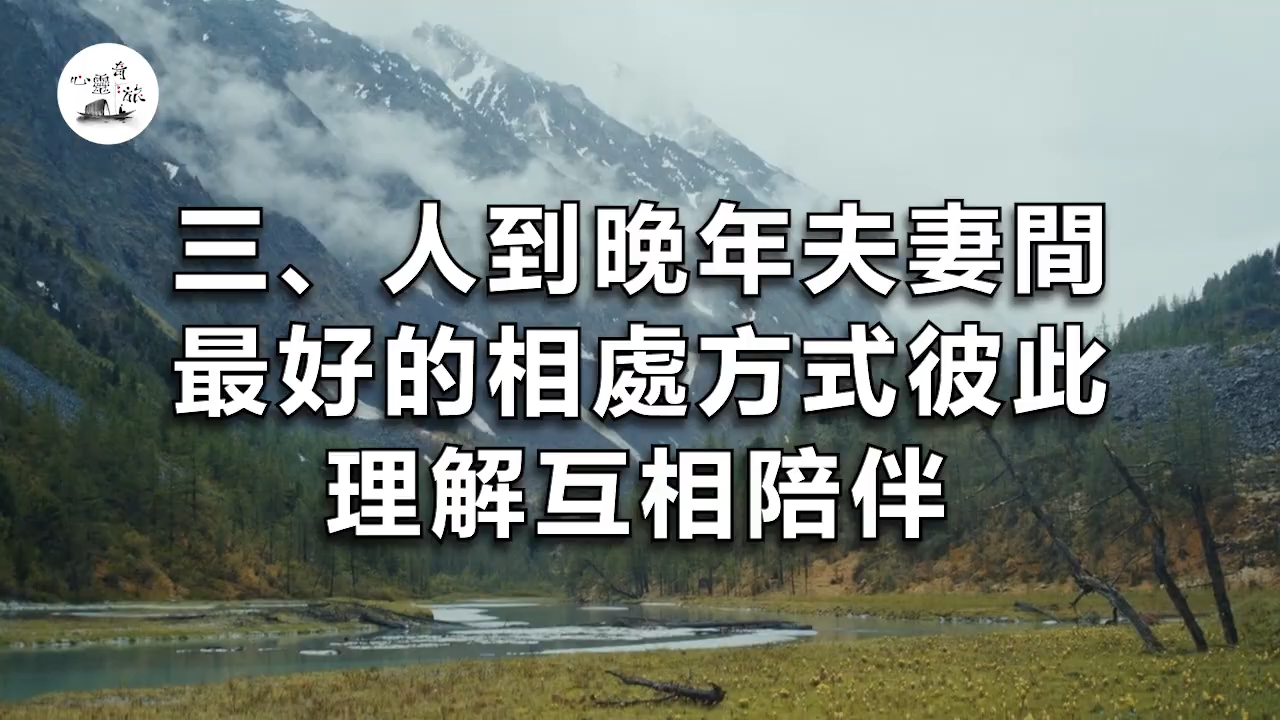 心靈奇旅
三、人到晚年夫妻間
最好的相處方式彼此
理解互相陪伴